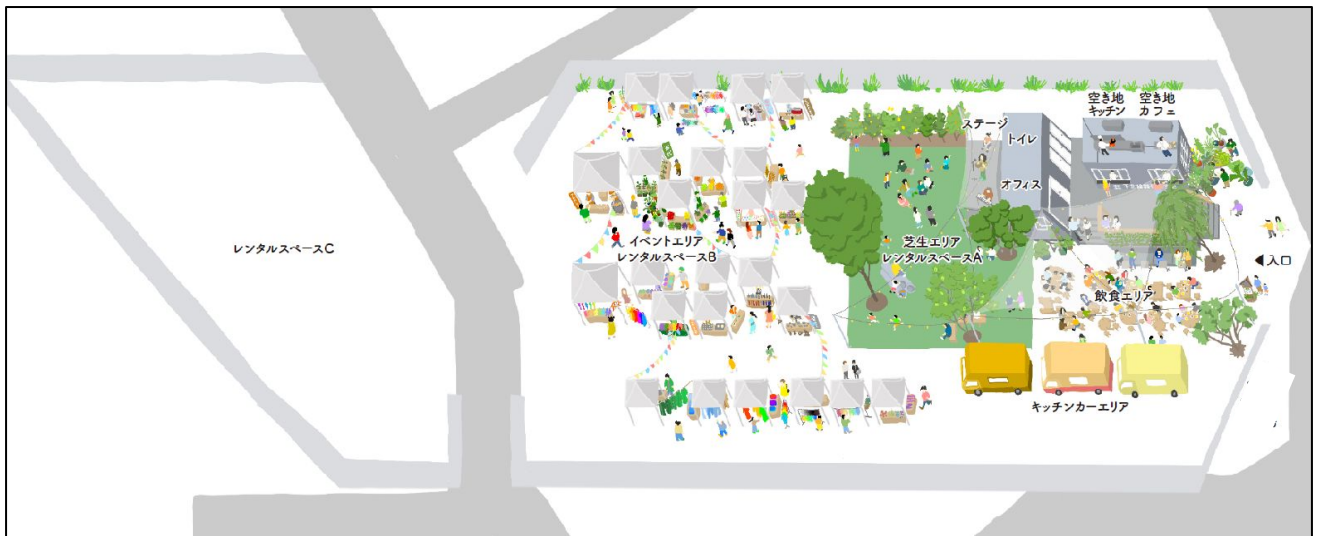 レンタルスペースC
イベントエリア
レンタルスペースB
ステージ
トイレ
オフィス
空き地
キッチン
空き地
カフェ
芝生エリア
レンタルスペースA
◀入口
飲食エリア
キッチンカーエリア